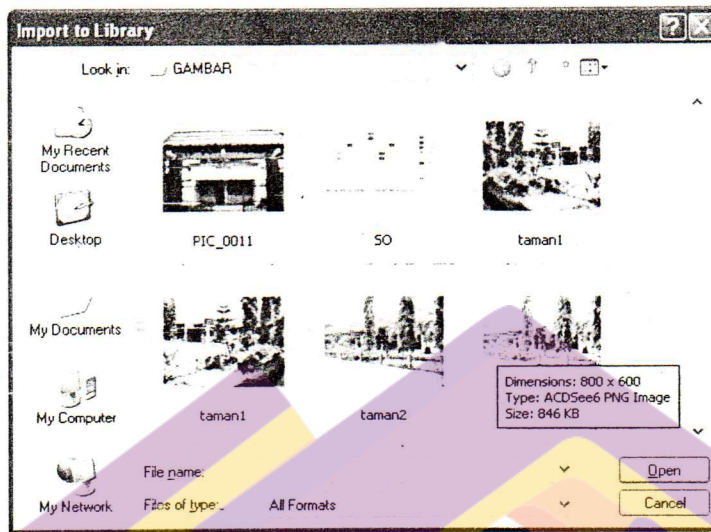 Import to Library
Look in: GAMBAR
My Recent
Documents
Desktop
My Documents
My Computer
My Network
PIC_0011
SO
taman1
taman1
taman2
Dimensions: 800 x 600
Type: ACDSee6 PNG Image
Size: 846 KB
File name:
Open
Files of type:
All Formats
Cancel